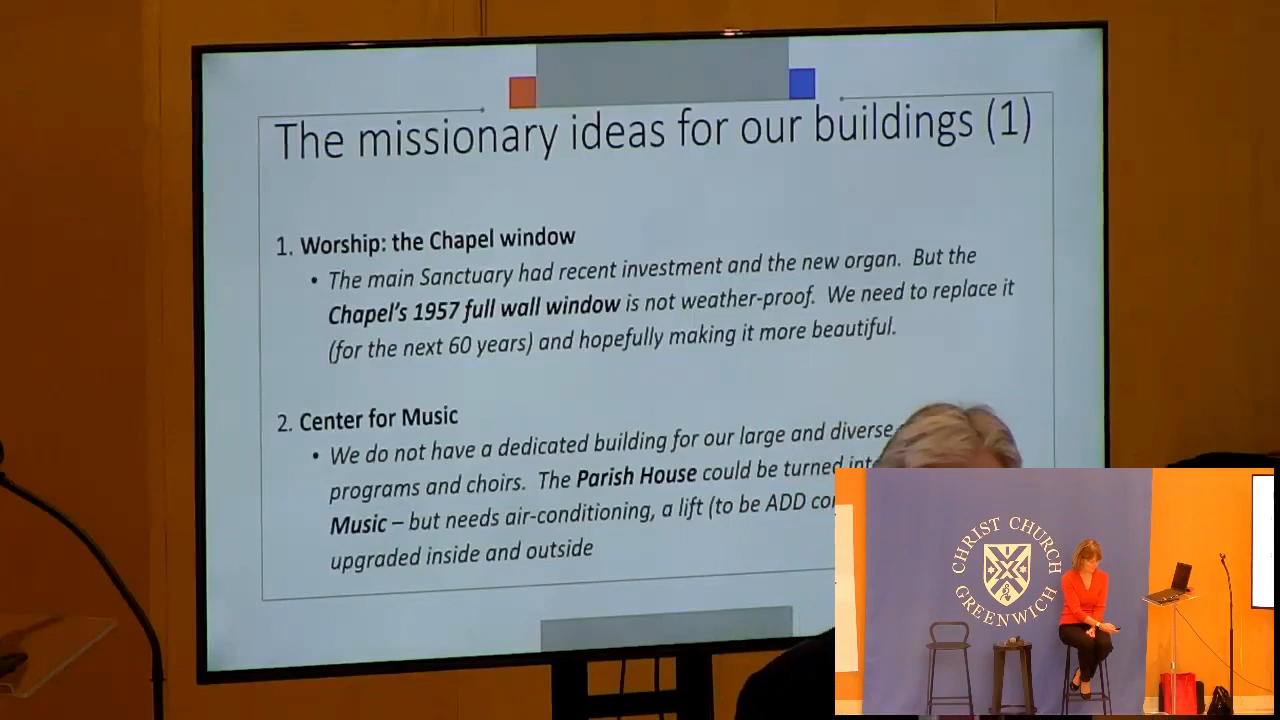 The missionary ideas for our buildings (1)
1. Worship: the Chapel window
• The main Sanctuary had recent investment and the new organ. But the
Chapel's 1957 full wall window is not weather-proof. We need to replace it
(for the next 60 years) and hopefully making it more beautiful.
2. Center for Music
• We do not have a dedicated building for our large and diverse
programs and choirs. The Parish House could be turned into
Music – but needs air-conditioning, a lift (to be ADD
upgraded inside and outside
CHRIST CHURCH
GREENWICH